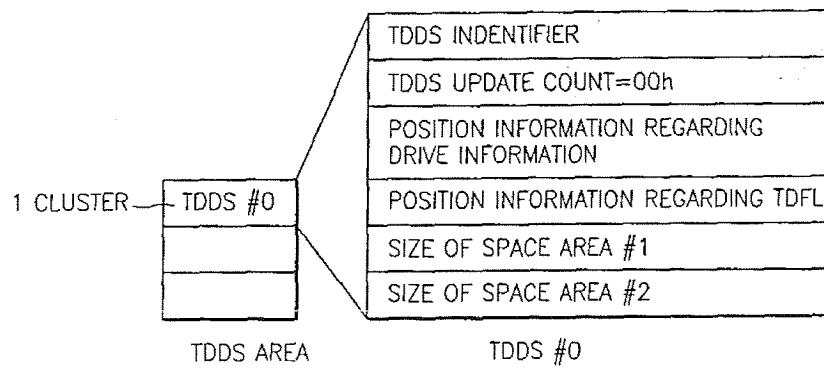 TDDS INDENTIFIER
TDDS UPDATE COUNT=00h
POSITION INFORMATION REGARDING
DRIVE INFORMATION
1 CLUSTER
TDDS #0
POSITION INFORMATION REGARDING TDFL
SIZE OF SPACE AREA #1
SIZE OF SPACE AREA #2
TDDS AREA
TDDS #0